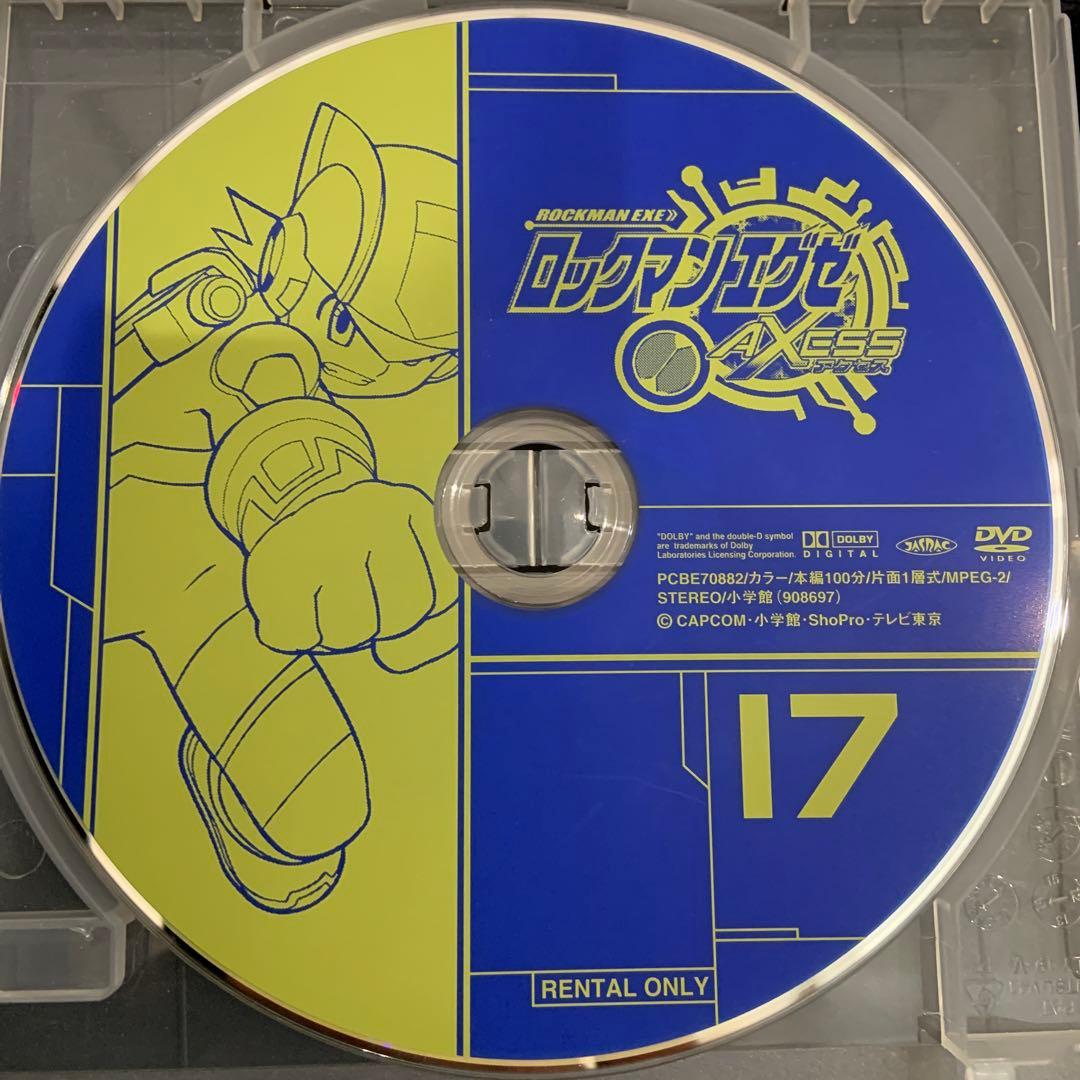 ROCKMAN EXE
ロックマンエグゼ
AXESS
アクセス
"DOLBY" and the double-D symbol
are trademarks of Dolby
Laboratories Licensing Corporation.
DOLBY
DIGITAL
JASRAC
DVD
VIDEO
PCBE70882/カラー/本編100分/片面1層式/MPEG-2/
STEREO/小学館(908697)
©CAPCOM・小学館・ShoPro・テレビ東京
17
RENTAL ONLY